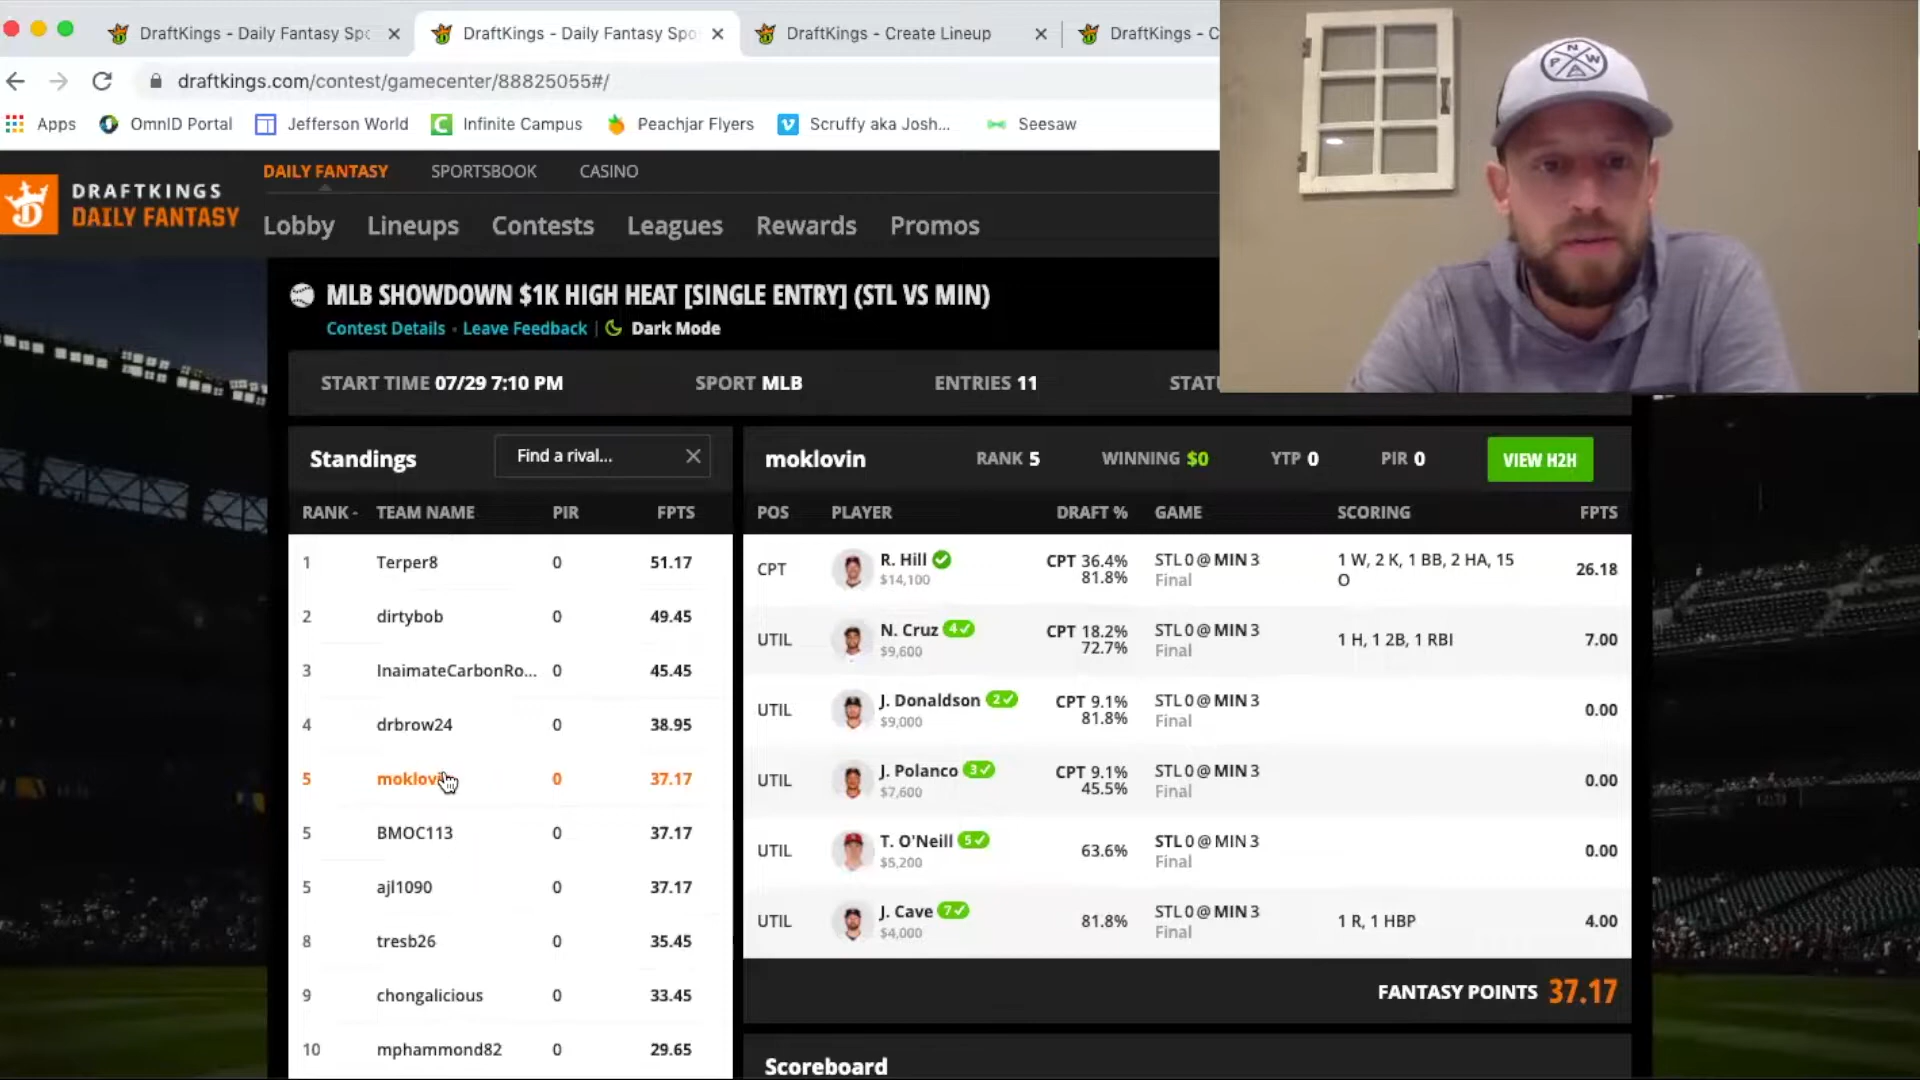 DraftKings - Daily Fantasy Spo
DraftKings - Daily Fantasy Spo
DraftKings - Create Lineup
DraftKings - C
draftkings.com/contest/gamecenter/88825055#/
Apps
OmnID Portal
Jefferson World
Infinite Campus
Peachjar Flyers
Scruffy aka Josh...
Seesaw
PNW
DRAFTKINGS
DAILY FANTASY
DAILY FANTASY
SPORTSBOOK
CASINO
Lobby
Lineups
Contests
Leagues
Rewards
Promos
MLB SHOWDOWN $1K HIGH HEAT [SINGLE ENTRY] (STL VS MIN)
Contest Details • Leave Feedback | Dark Mode
START TIME 07/29 7:10 PM
SPORT MLB
ENTRIES 11
STATU
Standings
Find a rival...
RANK - TEAM NAME PIR FPTS
1 Terper8 0 51.17
2 dirtybob 0 49.45
3 InaimateCarbonRo... 0 45.45
4 drbrow24 0 38.95
5 moklovin 0 37.17
5 BMOC113 0 37.17
5 ajl1090 0 37.17
8 tresb26 0 35.45
9 chongalicious 0 33.45
10 mphammond82 0 29.65
moklovin RANK 5 WINNING $0 YTP 0 PIR 0 VIEW H2H
POS PLAYER DRAFT % GAME SCORING FPTS
CPT R. Hill CPT 36.4% STL 0 @ MIN 3 1 W, 2 K, 1 BB, 2 HA, 15 26.18
$14,100 81.8% Final O
UTIL N. Cruz 4 CPT 18.2% STL 0 @ MIN 3 1 H, 1 2B, 1 RBI 7.00
$9,600 72.7% Final
UTIL J. Donaldson 2 CPT 9.1% STL 0 @ MIN 3 0.00
$9,000 81.8% Final
UTIL J. Polanco 3 CPT 9.1% STL 0 @ MIN 3 0.00
$7,600 45.5% Final
UTIL T. O'Neill 5 63.6% STL 0 @ MIN 3 0.00
$5,200 Final
UTIL J. Cave 7 81.8% STL 0 @ MIN 3 1 R, 1 HBP 4.00
$4,000 Final
FANTASY POINTS 37.17
Scoreboard